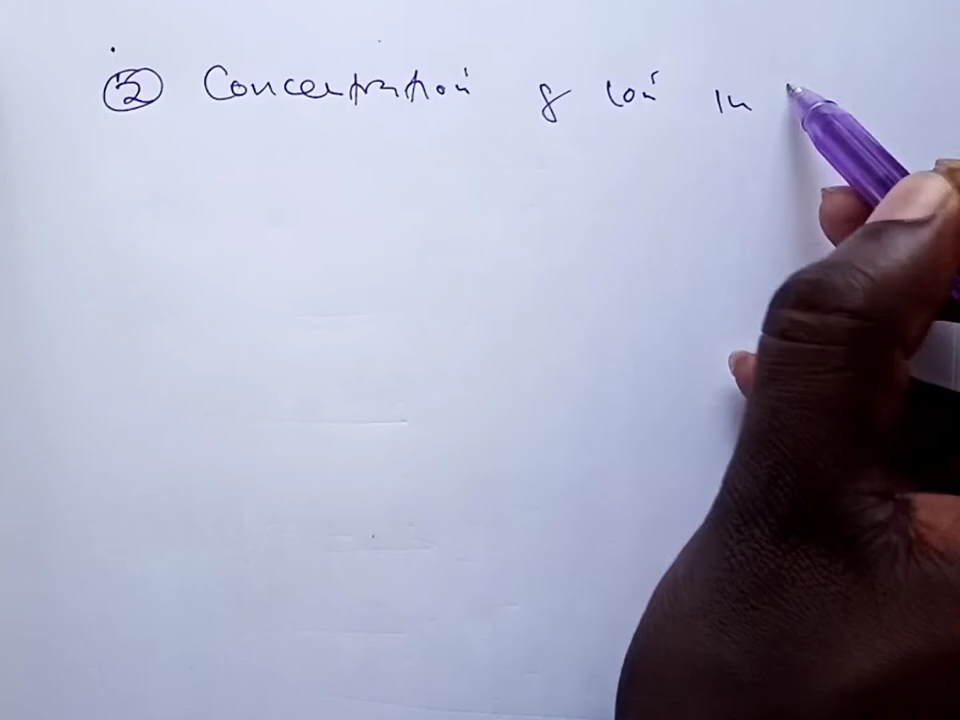 ② Concentration of ion in